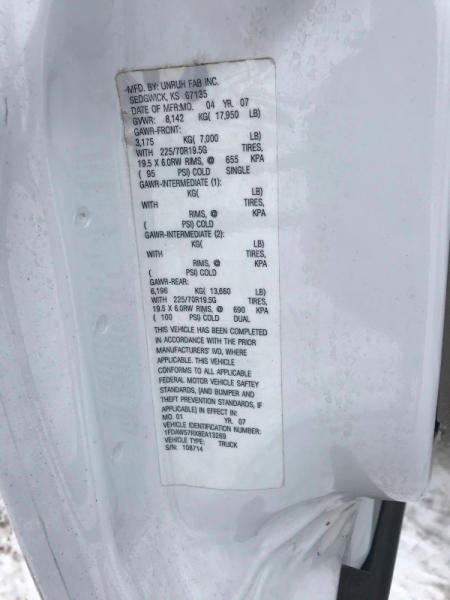 MFD. BY: UNRUH FAB INC.
SEDGWICK, KS 67135
DATE OF MFR:MO. 04 YR. 07
GVWR: 8,142 KG(17,950 LB)
GAWR-FRONT:
3,175 KG( 7,000 LB)
WITH 225/70R19.5G TIRES,
19.5 X 6.0RW RIMS, @ 655 KPA
( 95 PSI) COLD SINGLE
GAWR-INTERMEDIATE (1):
KG( LB)
WITH TIRES,
RIMS, @ KPA
( PSI) COLD
GAWR-INTERMEDIATE (2):
KG( LB)
WITH TIRES,
RIMS, @ KPA
( PSI) COLD
GAWR-REAR:
6,196 KG( 13,660 LB)
WITH 225/70R19.5G TIRES,
19.5 X 6.0RW RIMS, @ 690 KPA
( 100 PSI) COLD DUAL
THIS VEHICLE HAS BEEN COMPLETED
IN ACCORDANCE WITH THE PRIOR
MANUFACTURERS' IVD, WHERE
APPLICABLE. THIS VEHICLE
CONFORMS TO ALL APPLICABLE
FEDERAL MOTOR VEHICLE SAFTEY
STANDARDS, [AND BUMPER AND
THEFT PREVENTION STANDARDS, IF
APPLICABLE] IN EFFECT IN:
MO. 01 YR. 07
VEHICLE IDENTIFICATION NUMBER:
1FDAW57RX8EA13269
VEHICLE TYPE: TRUCK
S/N: 108714